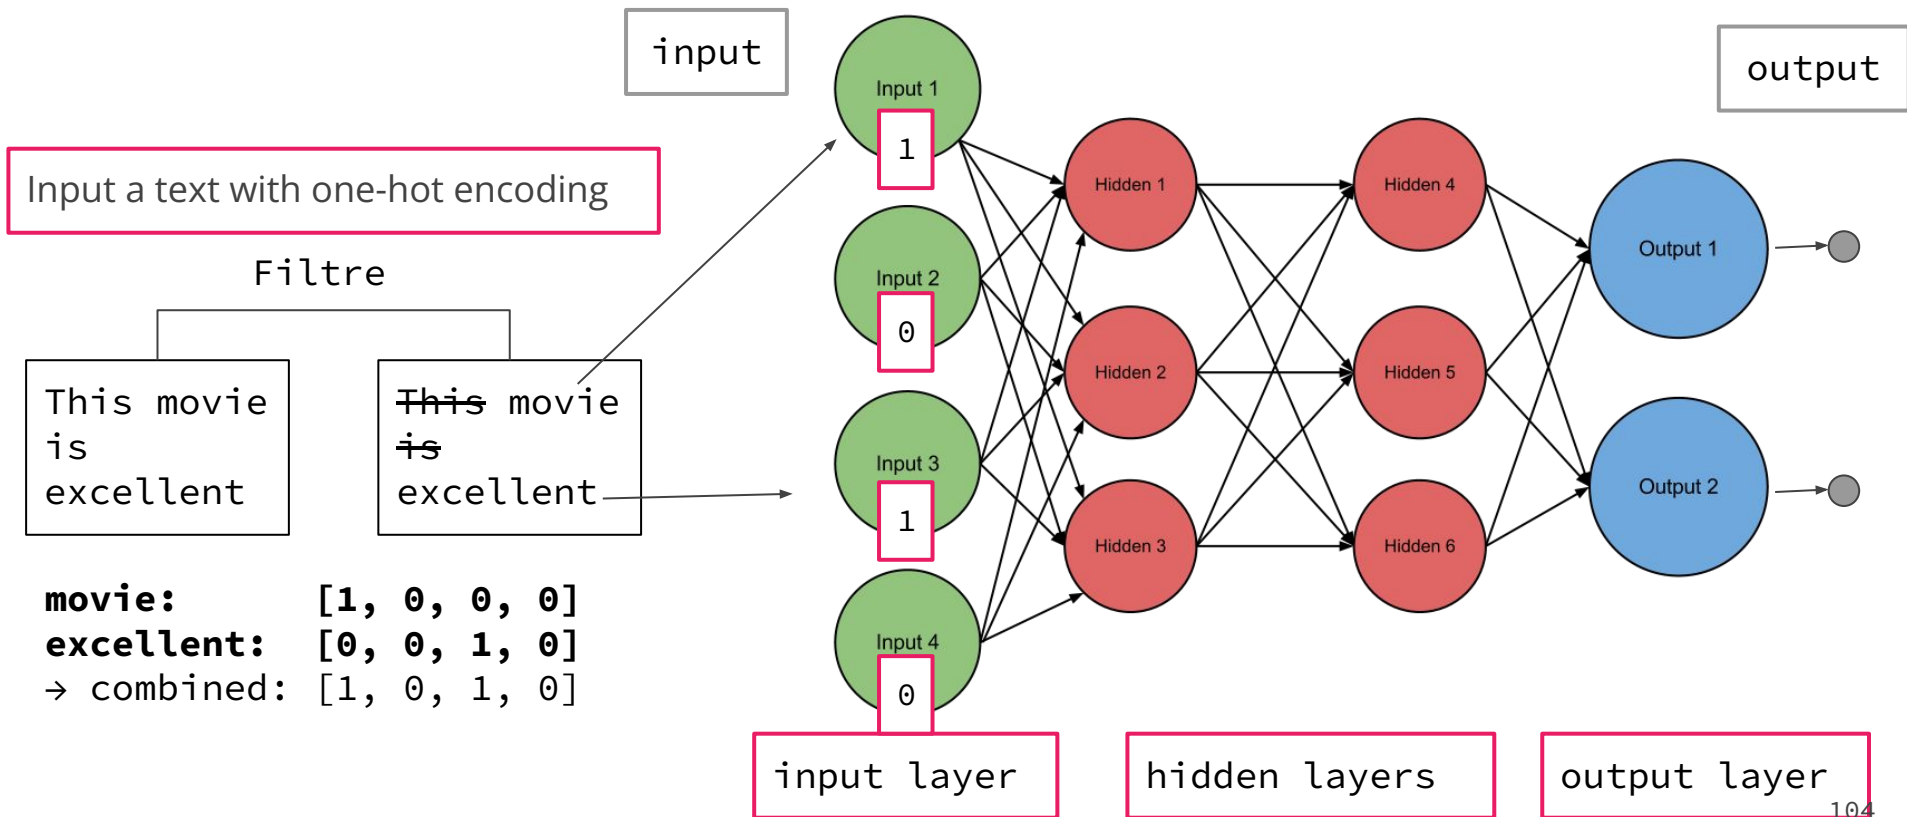 input
output
Input a text with one-hot encoding
Filtre
This movie
is
excellent
This movie
is
excellent
movie: [1, 0, 0, 0]
excellent: [0, 0, 1, 0]
→ combined: [1, 0, 1, 0]
Input 1
1
Input 2
0
Input 3
1
Input 4
0
Hidden 1
Hidden 2
Hidden 3
Hidden 4
Hidden 5
Hidden 6
Output 1
Output 2
input layer
hidden layers
output layer
104